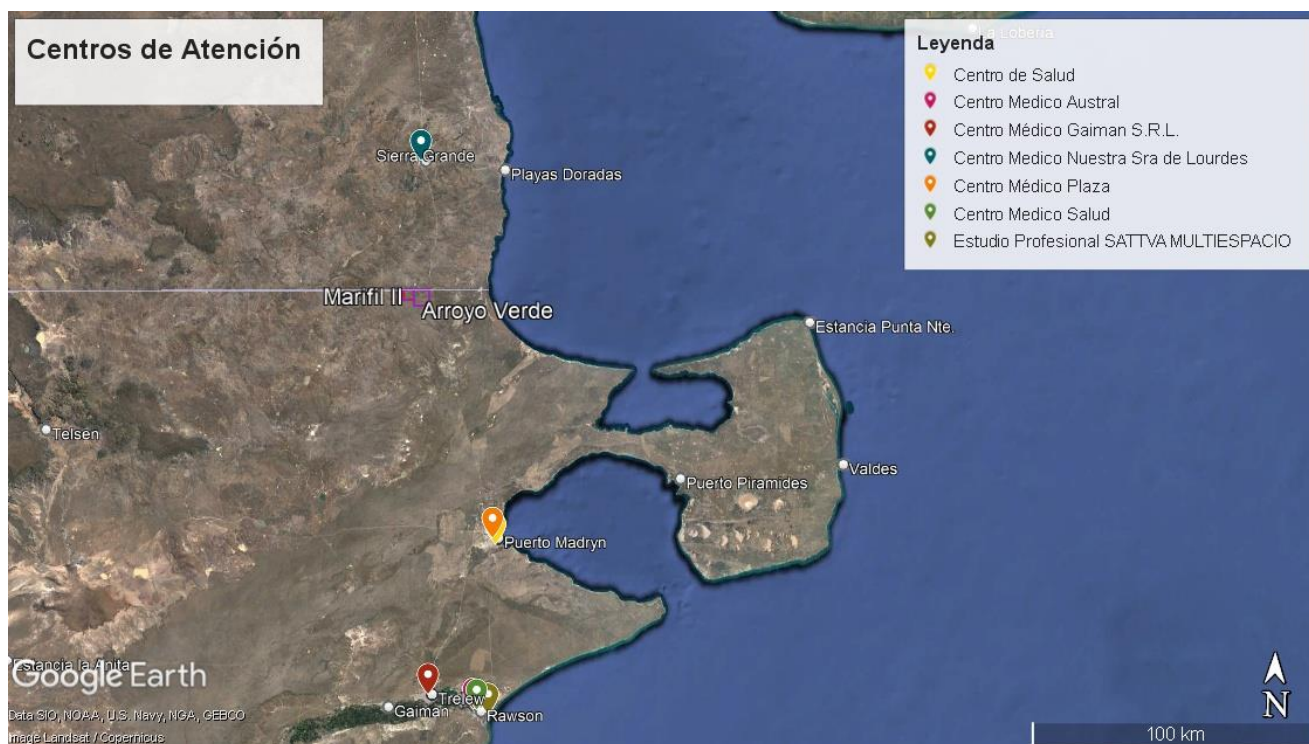 Centros de Atención
La Lobería
Leyenda
Centro de Salud
Centro Medico Austral
Centro Médico Gaiman S.R.L.
Centro Medico Nuestra Sra de Lourdes
Centro Médico Plaza
Centro Medico Salud
Estudio Profesional SATTVA MULTIESPACIO
Sierra Grande
Playas Doradas
Marifil II
Arroyo Verde
Estancia Punta Nte.
Telsen
Valdes
Puerto Piramides
Puerto Madryn
Estancia la Anita
Google Earth
Trelew
Gaiman
Rawson
Data SIO, NOAA, U.S. Navy, NGA, GEBCO
Image Landsat / Copernicus
N
100 km